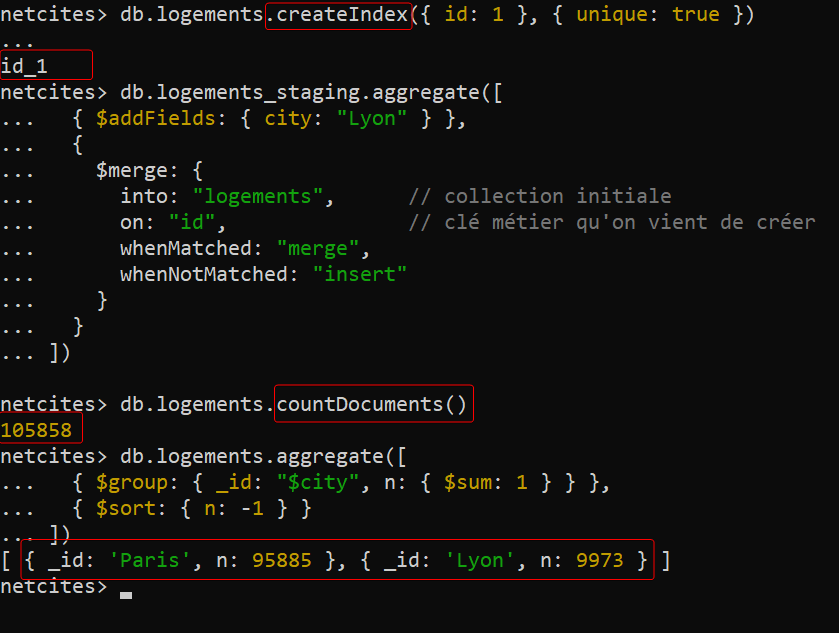 netcites> db.logements.createIndex({ id: 1 }, { unique: true })
...
id_1
netcites> db.logements_staging.aggregate([
...   { $addFields: { city: "Lyon" } },
...   {
...     $merge: {
...       into: "logements",      // collection initiale
...       on: "id",               // clé métier qu'on vient de créer
...       whenMatched: "merge",
...       whenNotMatched: "insert"
...     }
...   }
... ])

netcites> db.logements.countDocuments()
105858
netcites> db.logements.aggregate([
...   { $group: { _id: "$city", n: { $sum: 1 } } },
...   { $sort: { n: -1 } }
... ])
[ { _id: 'Paris', n: 95885 }, { _id: 'Lyon', n: 9973 } ]
netcites>